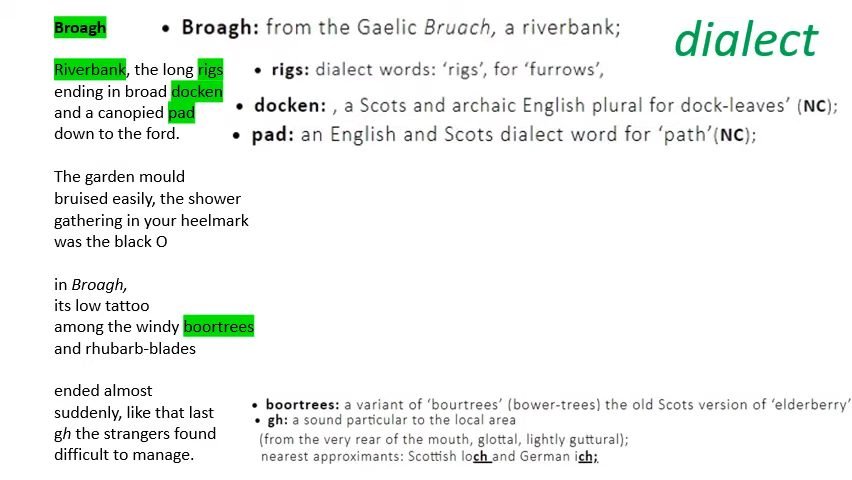 Broagh
• Broagh: from the Gaelic Bruach, a riverbank;
dialect
Riverbank, the long rigs
ending in broad docken
and a canopied pad
down to the ford.
• rigs: dialect words: ‘rigs’, for ‘furrows’,
• docken: , a Scots and archaic English plural for dock-leaves’ (NC);
• pad: an English and Scots dialect word for ‘path’(NC);
The garden mould
bruised easily, the shower
gathering in your heelmark
was the black O
in Broagh,
its low tattoo
among the windy boortrees
and rhubarb-blades
ended almost
suddenly, like that last
gh the strangers found
difficult to manage.
• boortrees: a variant of ‘bourtrees’ (bower-trees) the old Scots version of ‘elderberry’
• gh: a sound particular to the local area
(from the very rear of the mouth, glottal, lightly guttural);
nearest approximants: Scottish loch and German ich;